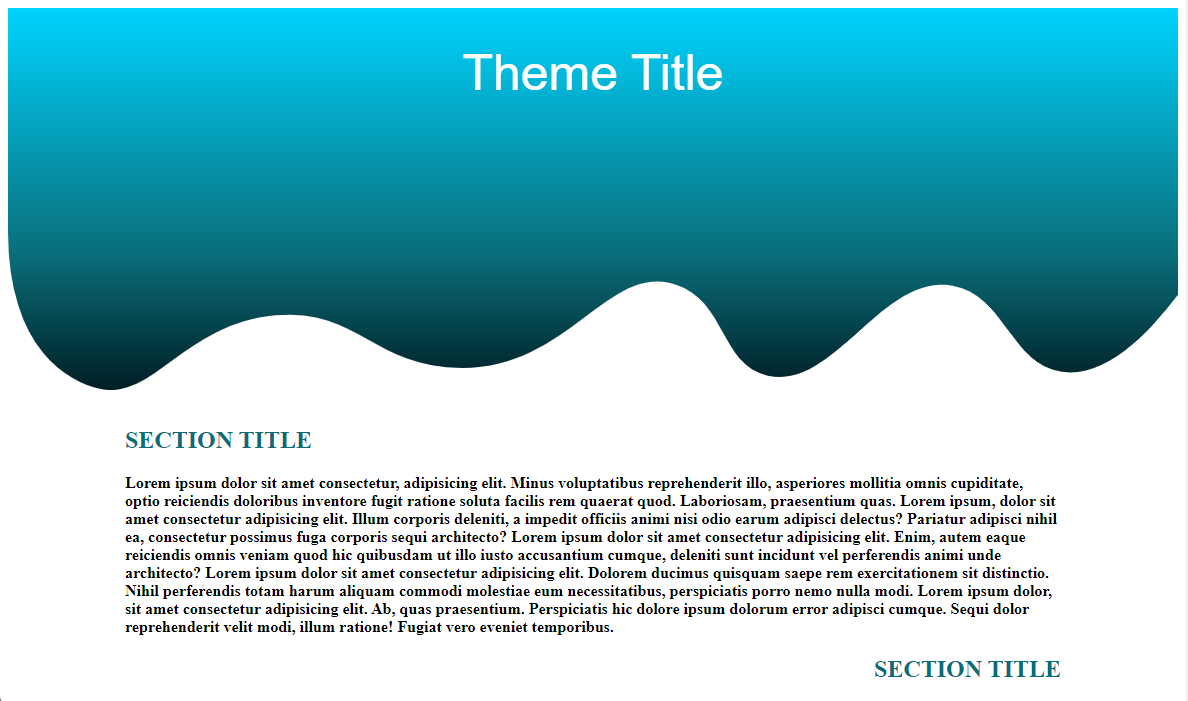 Theme Title
SECTION TITLE
Lorem ipsum dolor sit amet consectetur, adipisicing elit. Minus voluptatibus reprehenderit illo, asperiores mollitia omnis cupiditate,
optio reiciendis doloribus inventore fugit ratione soluta facilis rem quaerat quod. Laboriosam, praesentium quas. Lorem ipsum, dolor sit
amet consectetur adipisicing elit. Illum corporis deleniti, a impedit officiis animi nisi odio earum adipisci delectus? Pariatur adipisci nihil
ea, consectetur possimus fuga corporis sequi architecto? Lorem ipsum dolor sit amet consectetur adipisicing elit. Enim, autem eaque
reiciendis omnis veniam quod hic quibusdam ut illo iusto accusantium cumque, deleniti sunt incidunt vel perferendis animi unde
architecto? Lorem ipsum dolor sit amet consectetur adipisicing elit. Dolorem ducimus quisquam saepe rem exercitationem sit distinctio.
Nihil perferendis totam harum aliquam commodi molestiae eum necessitatibus, perspiciatis porro nemo nulla modi. Lorem ipsum dolor,
sit amet consectetur adipisicing elit. Ab, quas praesentium. Perspiciatis hic dolore ipsum dolorum error adipisci cumque. Sequi dolor
reprehenderit velit modi, illum ratione! Fugiat vero eveniet temporibus.
SECTION TITLE